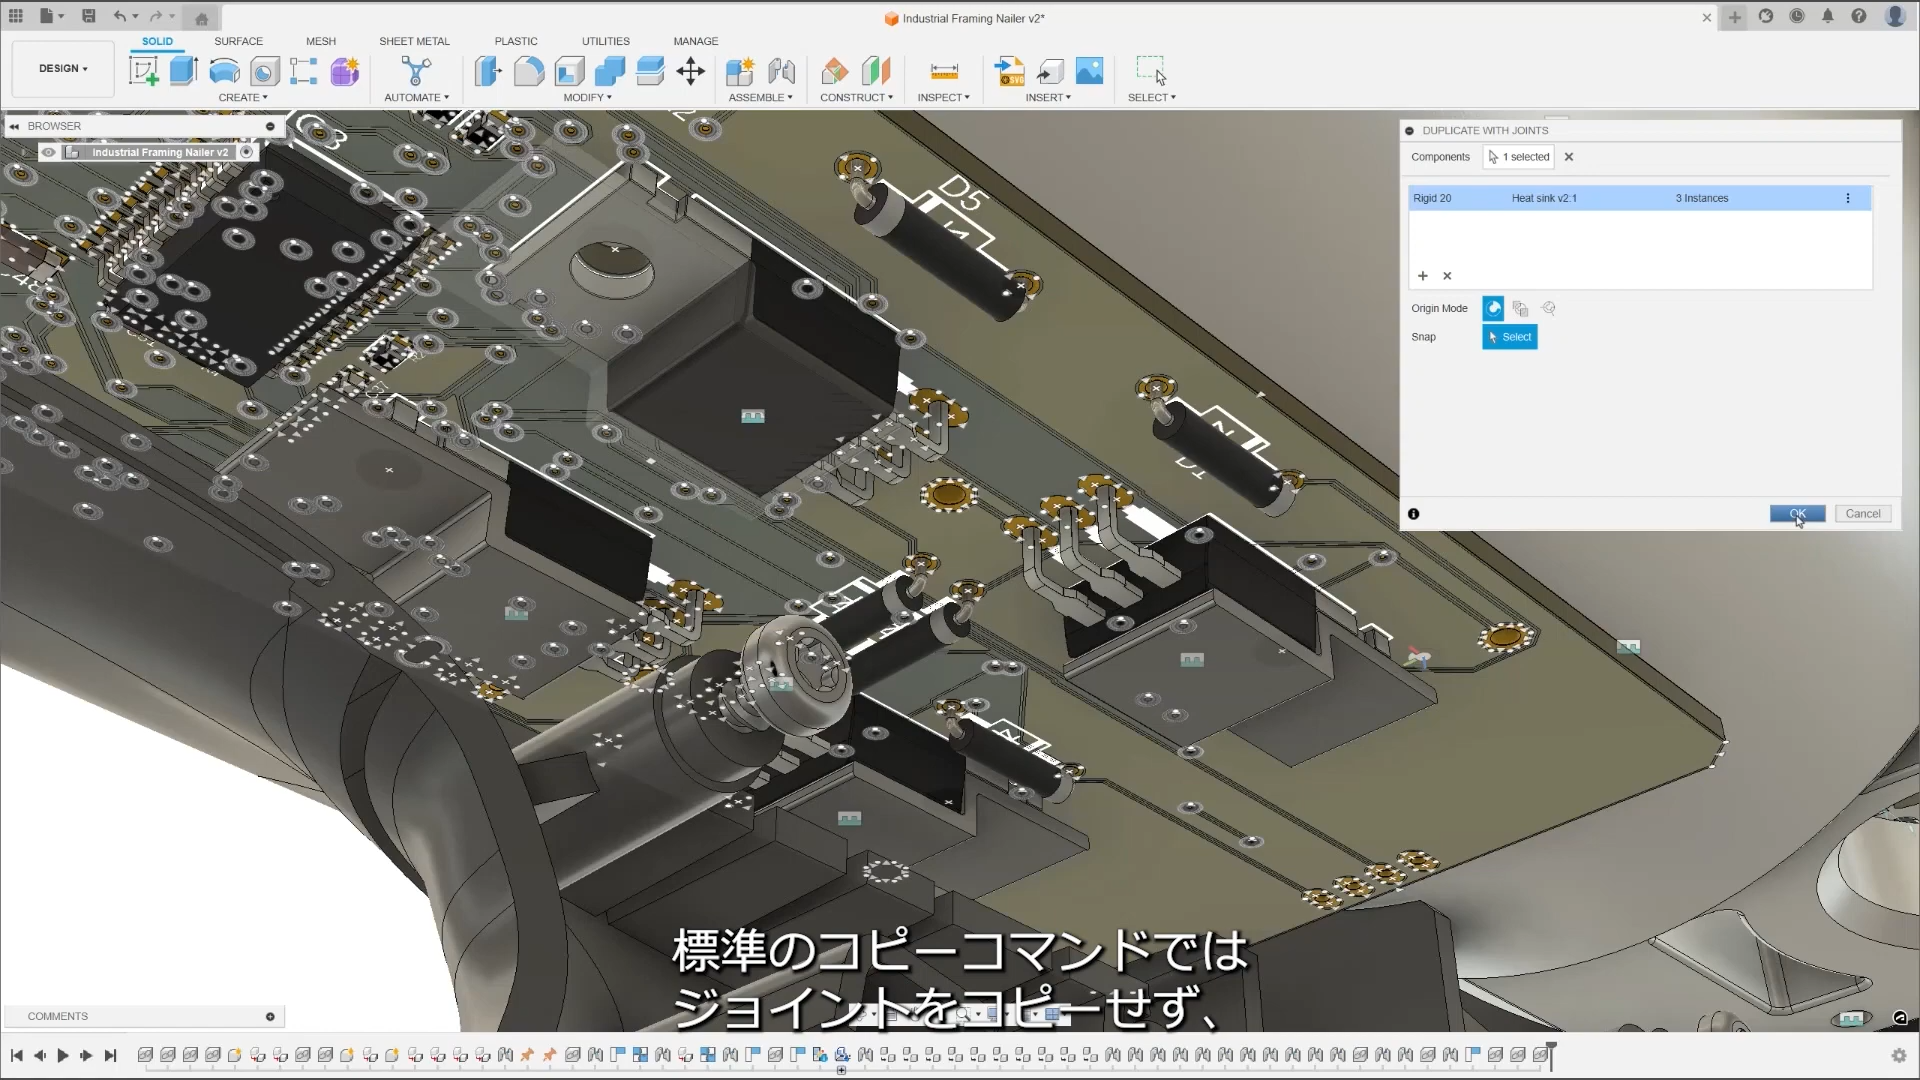 Industrial Framing Nailer v2*
DESIGN
SOLID
SURFACE
MESH
SHEET METAL
PLASTIC
UTILITIES
MANAGE
CREATE
AUTOMATE
MODIFY
ASSEMBLE
CONSTRUCT
INSPECT
INSERT
SELECT
BROWSER
Industrial Framing Nailer v2
DUPLICATE WITH JOINTS
Components
1 selected
Rigid 20 Heat sink v2:1 3 Instances
Origin Mode
Snap
Select
OK
Cancel
D5
D1
標準のコピーコマンドでは
ジョイントをコピーせず、
COMMENTS